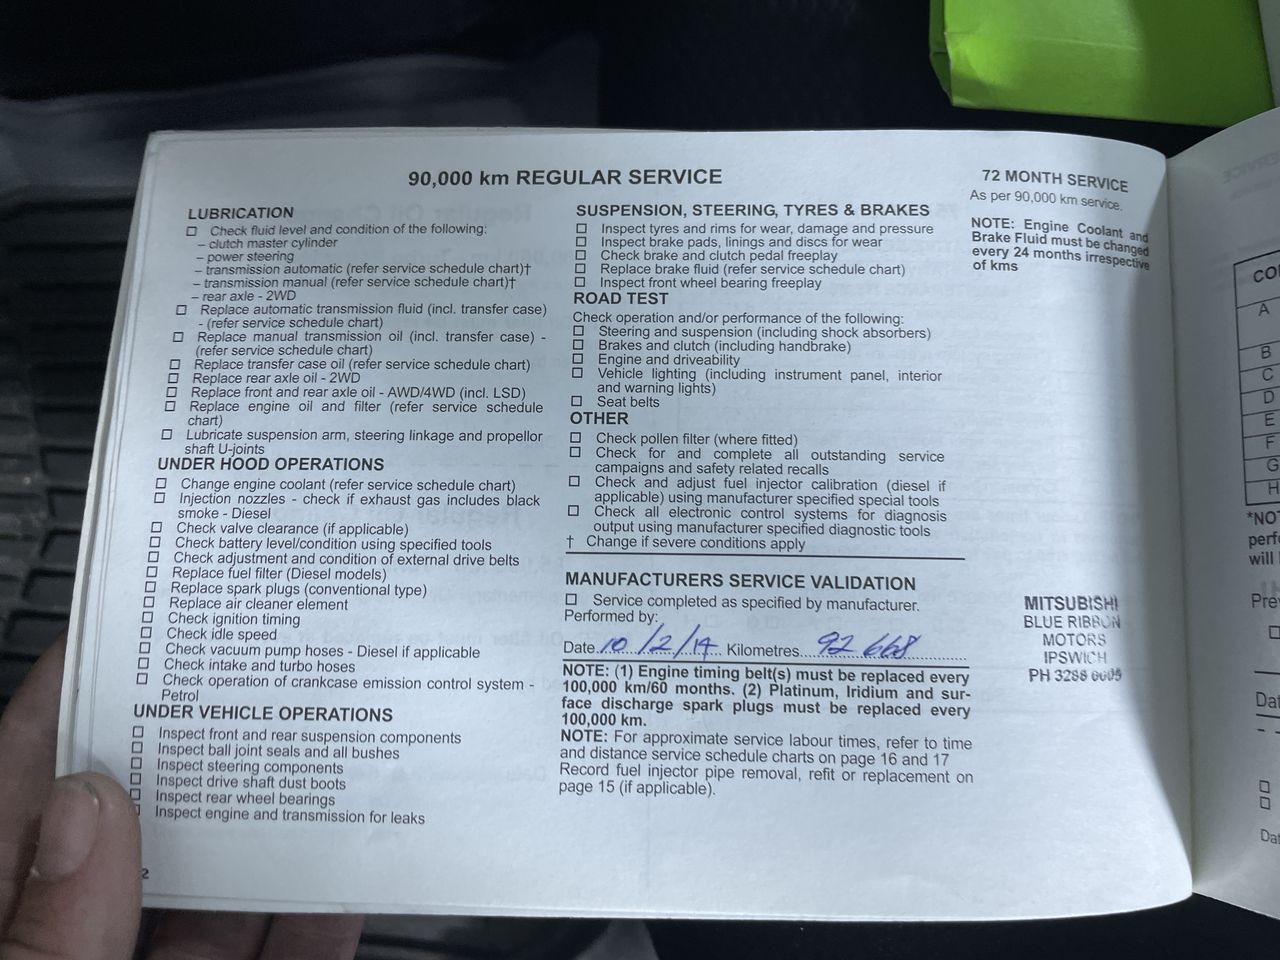 90,000 km REGULAR SERVICE
LUBRICATION
☐ Check fluid level and condition of the following:
– clutch master cylinder
– power steering
– transmission automatic (refer service schedule chart)†
– transmission manual (refer service schedule chart)†
– rear axle - 2WD
☐ Replace automatic transmission fluid (incl. transfer case)
- (refer service schedule chart)
☐ Replace manual transmission oil (incl. transfer case) -
(refer service schedule chart)
☐ Replace transfer case oil (refer service schedule chart)
☐ Replace rear axle oil - 2WD
☐ Replace front and rear axle oil - AWD/4WD (incl. LSD)
☐ Replace engine oil and filter (refer service schedule
chart)
☐ Lubricate suspension arm, steering linkage and propellor
shaft U-joints
UNDER HOOD OPERATIONS
☐ Change engine coolant (refer service schedule chart)
☐ Injection nozzles - check if exhaust gas includes black
smoke - Diesel
☐ Check valve clearance (if applicable)
☐ Check battery level/condition using specified tools
☐ Check adjustment and condition of external drive belts
☐ Replace fuel filter (Diesel models)
☐ Replace spark plugs (conventional type)
☐ Replace air cleaner element
☐ Check ignition timing
☐ Check idle speed
☐ Check vacuum pump hoses - Diesel if applicable
☐ Check intake and turbo hoses
☐ Check operation of crankcase emission control system -
Petrol
UNDER VEHICLE OPERATIONS
☐ Inspect front and rear suspension components
☐ Inspect ball joint seals and all bushes
☐ Inspect steering components
☐ Inspect drive shaft dust boots
☐ Inspect rear wheel bearings
☐ Inspect engine and transmission for leaks
2
SUSPENSION, STEERING, TYRES & BRAKES
☐ Inspect tyres and rims for wear, damage and pressure
☐ Inspect brake pads, linings and discs for wear
☐ Check brake and clutch pedal freeplay
☐ Replace brake fluid (refer service schedule chart)
☐ Inspect front wheel bearing freeplay
ROAD TEST
Check operation and/or performance of the following:
☐ Steering and suspension (including shock absorbers)
☐ Brakes and clutch (including handbrake)
☐ Engine and driveability
☐ Vehicle lighting (including instrument panel, interior
and warning lights)
☐ Seat belts
OTHER
☐ Check pollen filter (where fitted)
☐ Check for and complete all outstanding service
campaigns and safety related recalls
☐ Check and adjust fuel injector calibration (diesel if
applicable) using manufacturer specified special tools
☐ Check all electronic control systems for diagnosis
output using manufacturer specified diagnostic tools
† Change if severe conditions apply
MANUFACTURERS SERVICE VALIDATION
☐ Service completed as specified by manufacturer.
Performed by:
Date 10/2/14 Kilometres 92 668
NOTE: (1) Engine timing belt(s) must be replaced every
100,000 km/60 months. (2) Platinum, Iridium and sur-
face discharge spark plugs must be replaced every
100,000 km.
NOTE: For approximate service labour times, refer to time
and distance service schedule charts on page 16 and 17
Record fuel injector pipe removal, refit or replacement on
page 15 (if applicable).
72 MONTH SERVICE
As per 90,000 km service.
NOTE: Engine Coolant and
Brake Fluid must be changed
every 24 months irrespective
of kms
MITSUBISHI
BLUE RIBBON
MOTORS
IPSWICH
PH 3288
A
B
C
D
E
F
G
H